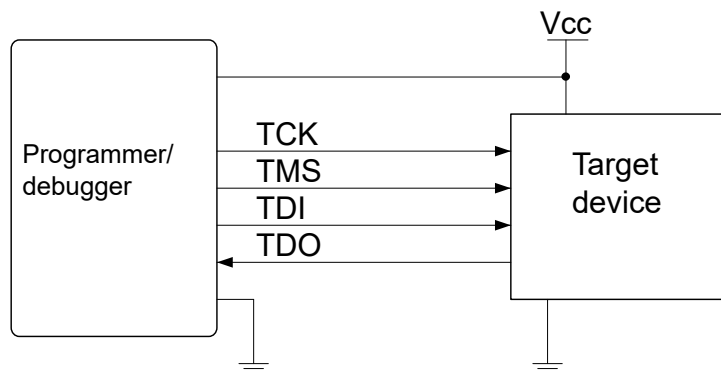 Vcc
Programmer/
debugger
TCK
TMS
TDI
TDO
Target
device